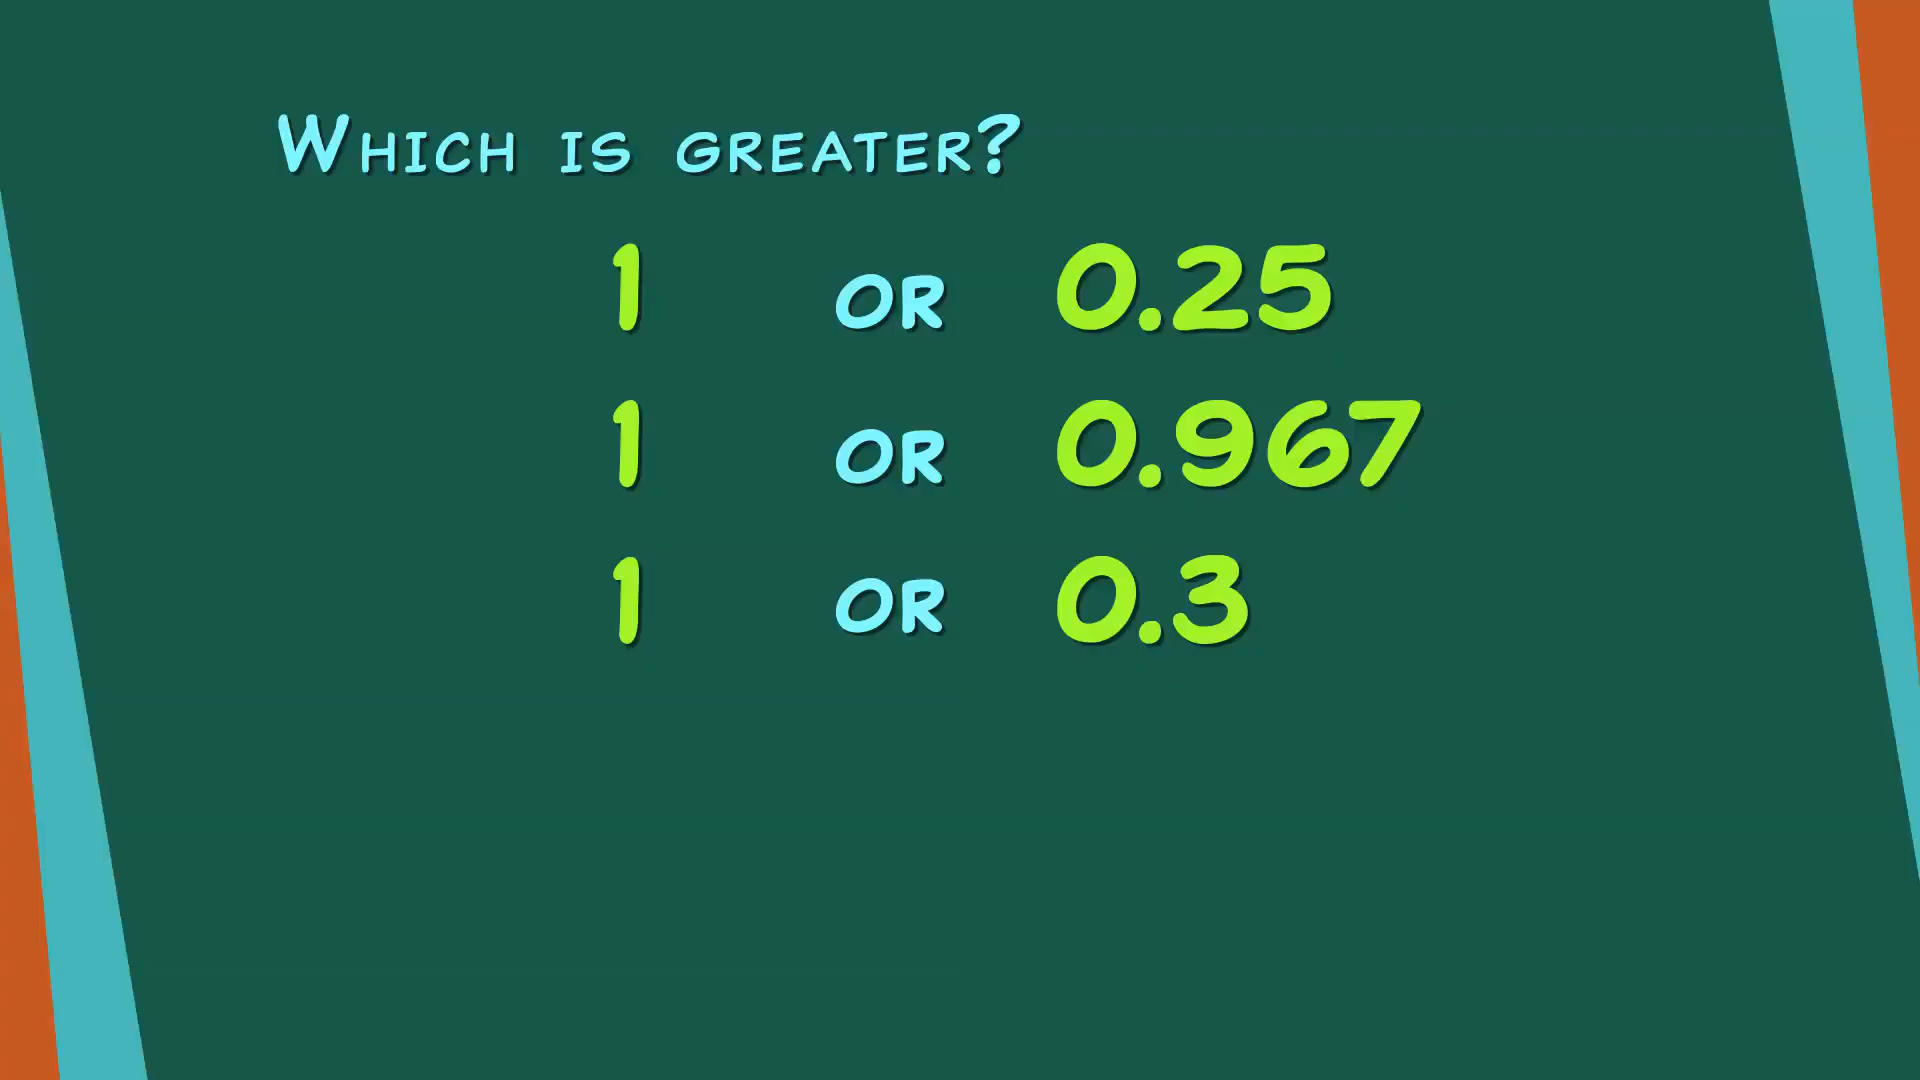 Which is greater?
1 or 0.25
1 or 0.967
1 or 0.3